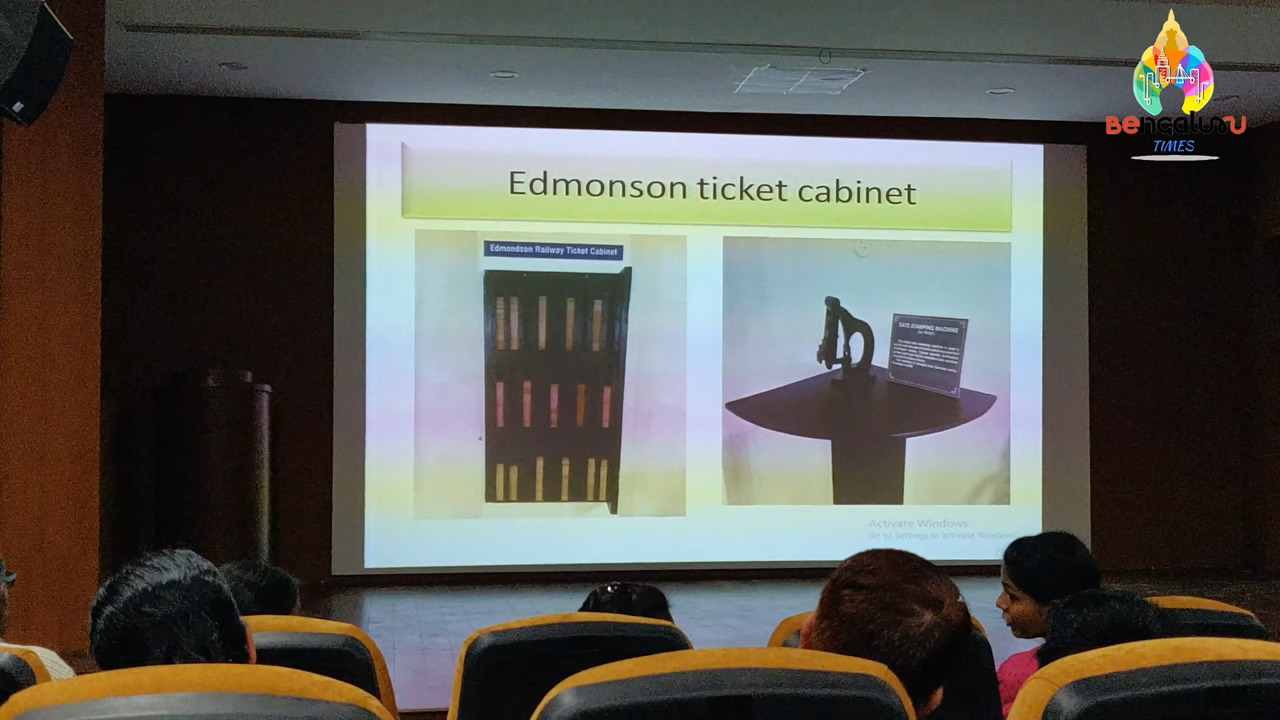 BEngaluru
TIMES
Edmonson ticket cabinet
Edmondson Railway Ticket Cabinet
DATE STAMPING MACHINE
Activate Windows
Go to Settings to activate Windows